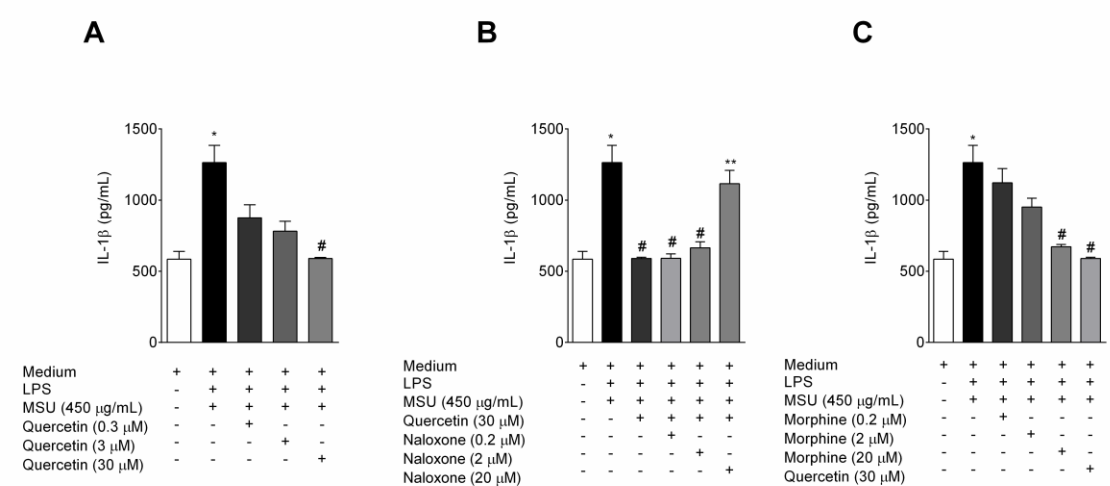 A
B
C
IL-1β (pg/mL)
1500
1000
500
0
*
#
Medium + + + + +
LPS - + + + +
MSU (450 μg/mL) - + + + +
Quercetin (0.3 μM) - - + - -
Quercetin (3 μM) - - - + -
Quercetin (30 μM) - - - - +
IL-1β (pg/mL)
1500
1000
500
0
*
#
#
#
**
Medium + + + + + +
LPS - + + + + +
MSU (450 μg/mL) - + + + + +
Quercetin (30 μM) - - + + + +
Naloxone (0.2 μM) - - - + - -
Naloxone (2 μM) - - - - + -
Naloxone (20 μM) - - - - - +
IL-1β (pg/mL)
1500
1000
500
0
*
#
#
Medium + + + + + +
LPS - + + + + +
MSU (450 μg/mL) - + + + + +
Morphine (0.2 μM) - - + - - -
Morphine (2 μM) - - - + - -
Morphine (20 μM) - - - - + -
Quercetin (30 μM) - - - - - +